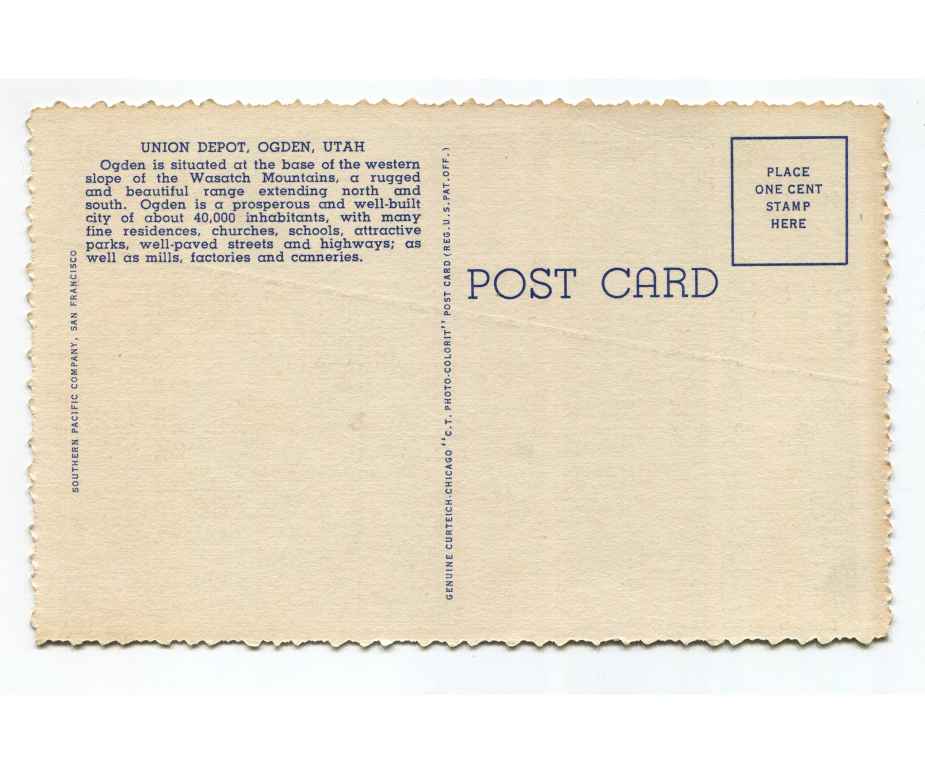 UNION DEPOT, OGDEN, UTAH
Ogden is situated at the base of the western
slope of the Wasatch Mountains, a rugged
and beautiful range extending north and
south. Ogden is a prosperous and well-built
city of about 40,000 inhabitants, with many
fine residences, churches, schools, attractive
parks, well-paved streets and highways; as
well as mills, factories and canneries.
SOUTHERN PACIFIC COMPANY, SAN FRANCISCO
GENUINE CURTEICH-CHICAGO "C.T. PHOTO-COLORIT" POST CARD (REG.U.S.PAT.OFF.)
POST CARD
PLACE
ONE CENT
STAMP
HERE